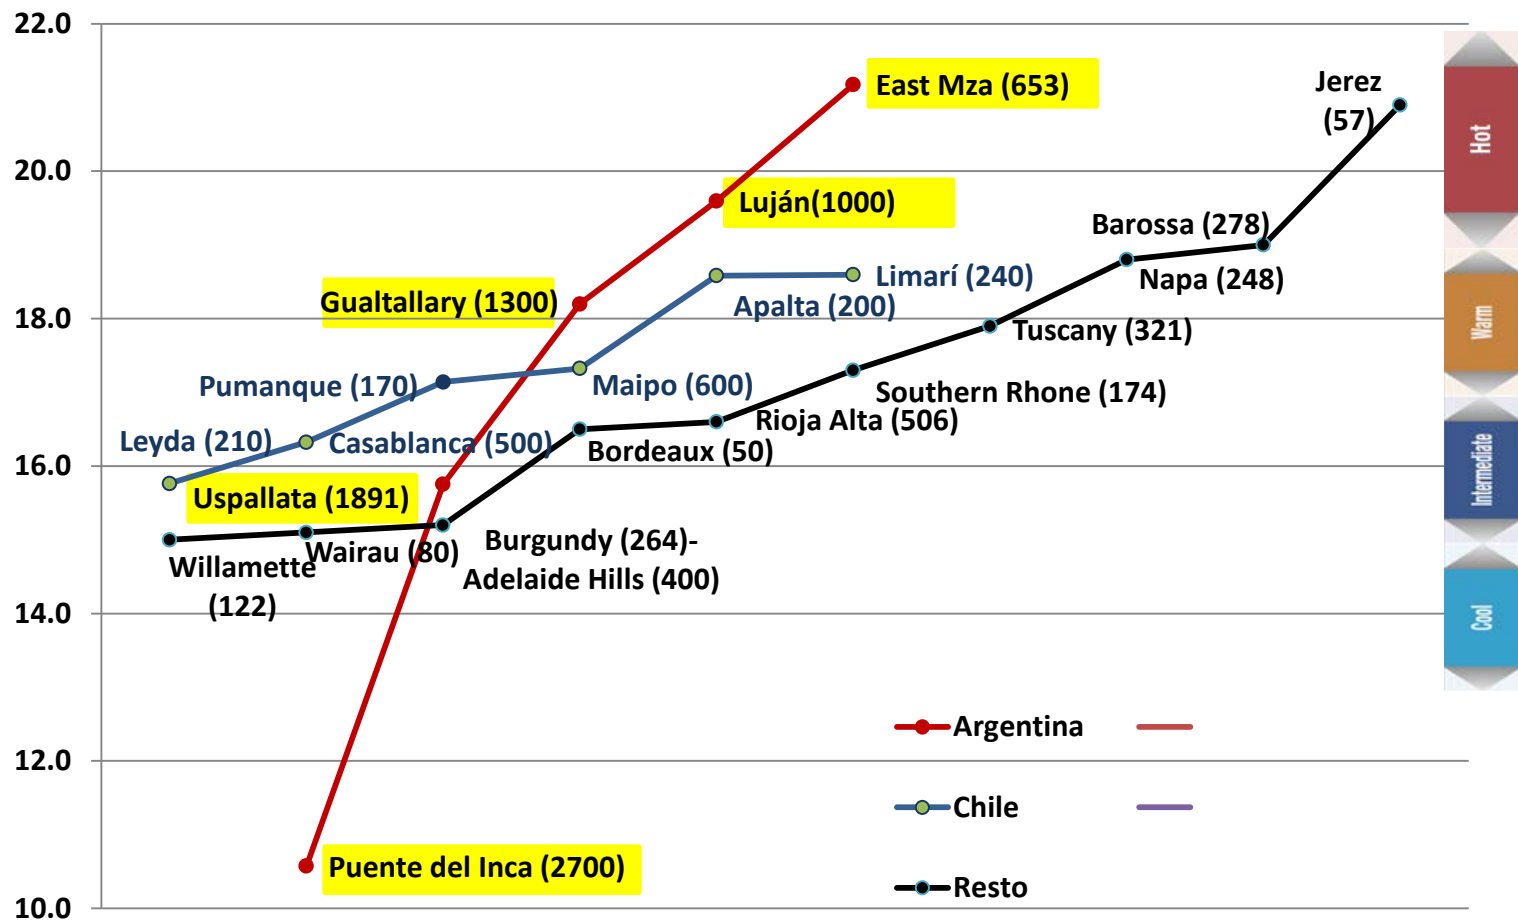 22.0
20.0
18.0
16.0
14.0
12.0
10.0
East Mza (653)
Jerez
(57)
Luján(1000)
Barossa (278)
Napa (248)
Gualtallary (1300)
Limarí (240)
Apalta (200)
Tuscany (321)
Pumanque (170)
Maipo (600)
Southern Rhone (174)
Rioja Alta (506)
Leyda (210)
Casablanca (500)
Bordeaux (50)
Uspallata (1891)
Willamette
(122)
Wairau (80)
Burgundy (264)-
Adelaide Hills (400)
Puente del Inca (2700)
Argentina
Chile
Resto
Hot
Warm
Intermediate
Cool